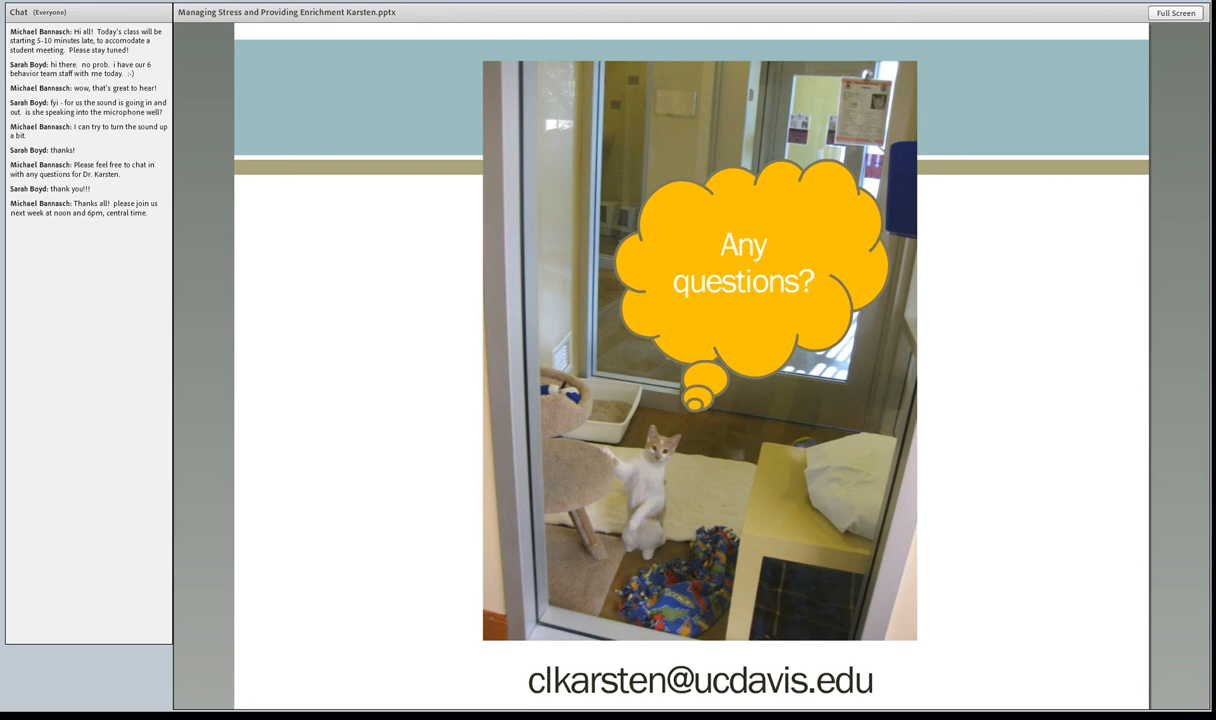 Chat (Everyone)
Michael Bannasch: Hi all! Today's class will be
starting 5-10 minutes late, to accomodate a
student meeting. Please stay tuned!
Sarah Boyd: hi there. no prob. i have our 6
behavior team staff with me today. :-)
Michael Bannasch: wow, that's great to hear!
Sarah Boyd: fyi - for us the sound is going in and
out. is she speaking into the microphone well?
Michael Bannasch: I can try to turn the sound up
a bit.
Sarah Boyd: thanks!
Michael Bannasch: Please feel free to chat in
with any questions for Dr. Karsten.
Sarah Boyd: thank you!!!
Michael Bannasch: Thanks all! please join us
next week at noon and 6pm, central time.
Managing Stress and Providing Enrichment Karsten.pptx
Full Screen
Any
questions?
clkarsten@ucdavis.edu